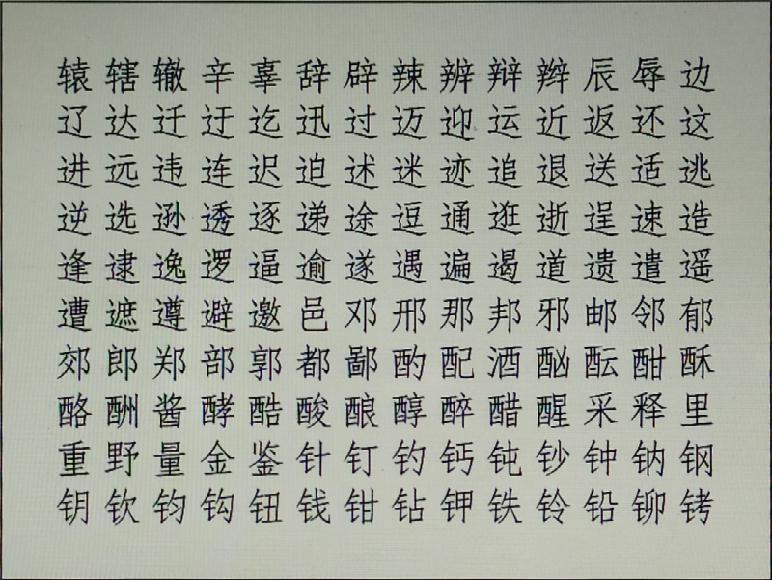 辕辖辙辛辜辞辟辣辨辩辫辰辱边
辽达迁迂迄迅过迈迎运近返还这
进远违连迟迫述迷迹追退送适逃
逆选逊透逐递途逗通逛逝逞速造
逢逮逸逻逼逾遂遇遍遏道遗遣遥
遭遮遵避邀邑邓邢那邦邪邮邻郁
郊郎郑部郭都鄙酌配酒酗酝酣酥
酪酬酱酵酷酸酿醇醉醋醒采释里
重野量金鉴针钉钓钙钝钞钟钠钢
钥钦钧钩钮钱钳钻钾铁铃铅铆铐